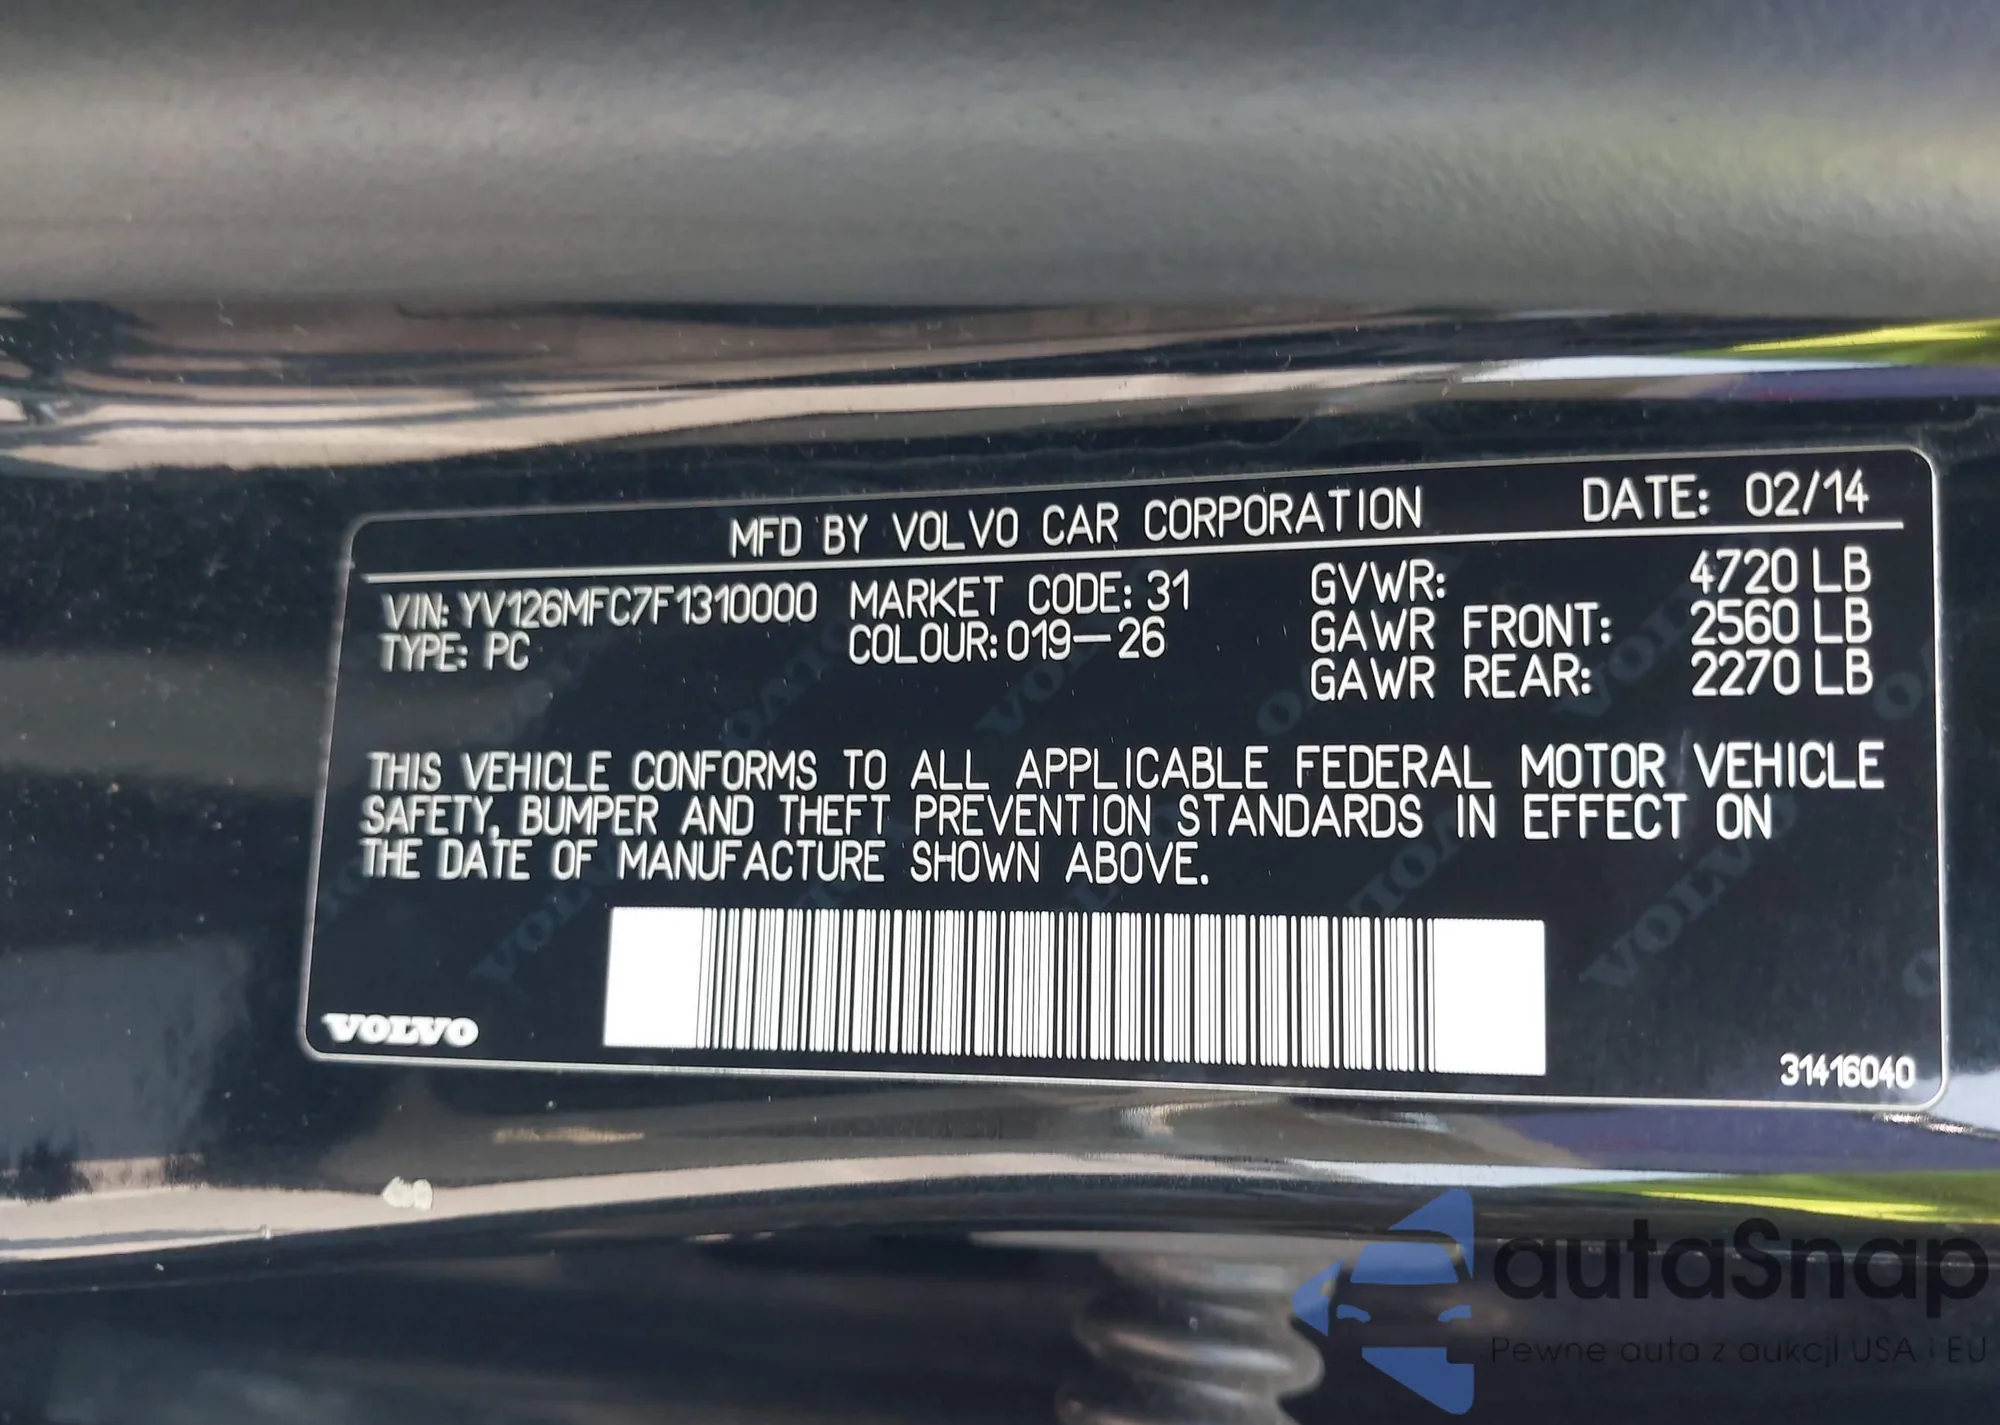 MFD BY VOLVO CAR CORPORATION DATE: 02/14
VIN: YV126MFC7F1310000 MARKET CODE: 31 GVWR: 4720 LB
TYPE: PC COLOUR: 019-26 GAWR FRONT: 2560 LB
GAWR REAR: 2270 LB
THIS VEHICLE CONFORMS TO ALL APPLICABLE FEDERAL MOTOR VEHICLE
SAFETY, BUMPER AND THEFT PREVENTION STANDARDS IN EFFECT ON
THE DATE OF MANUFACTURE SHOWN ABOVE.
VOLVO
31416040
autaSnap
Pewne auta z aukcji USA i EU